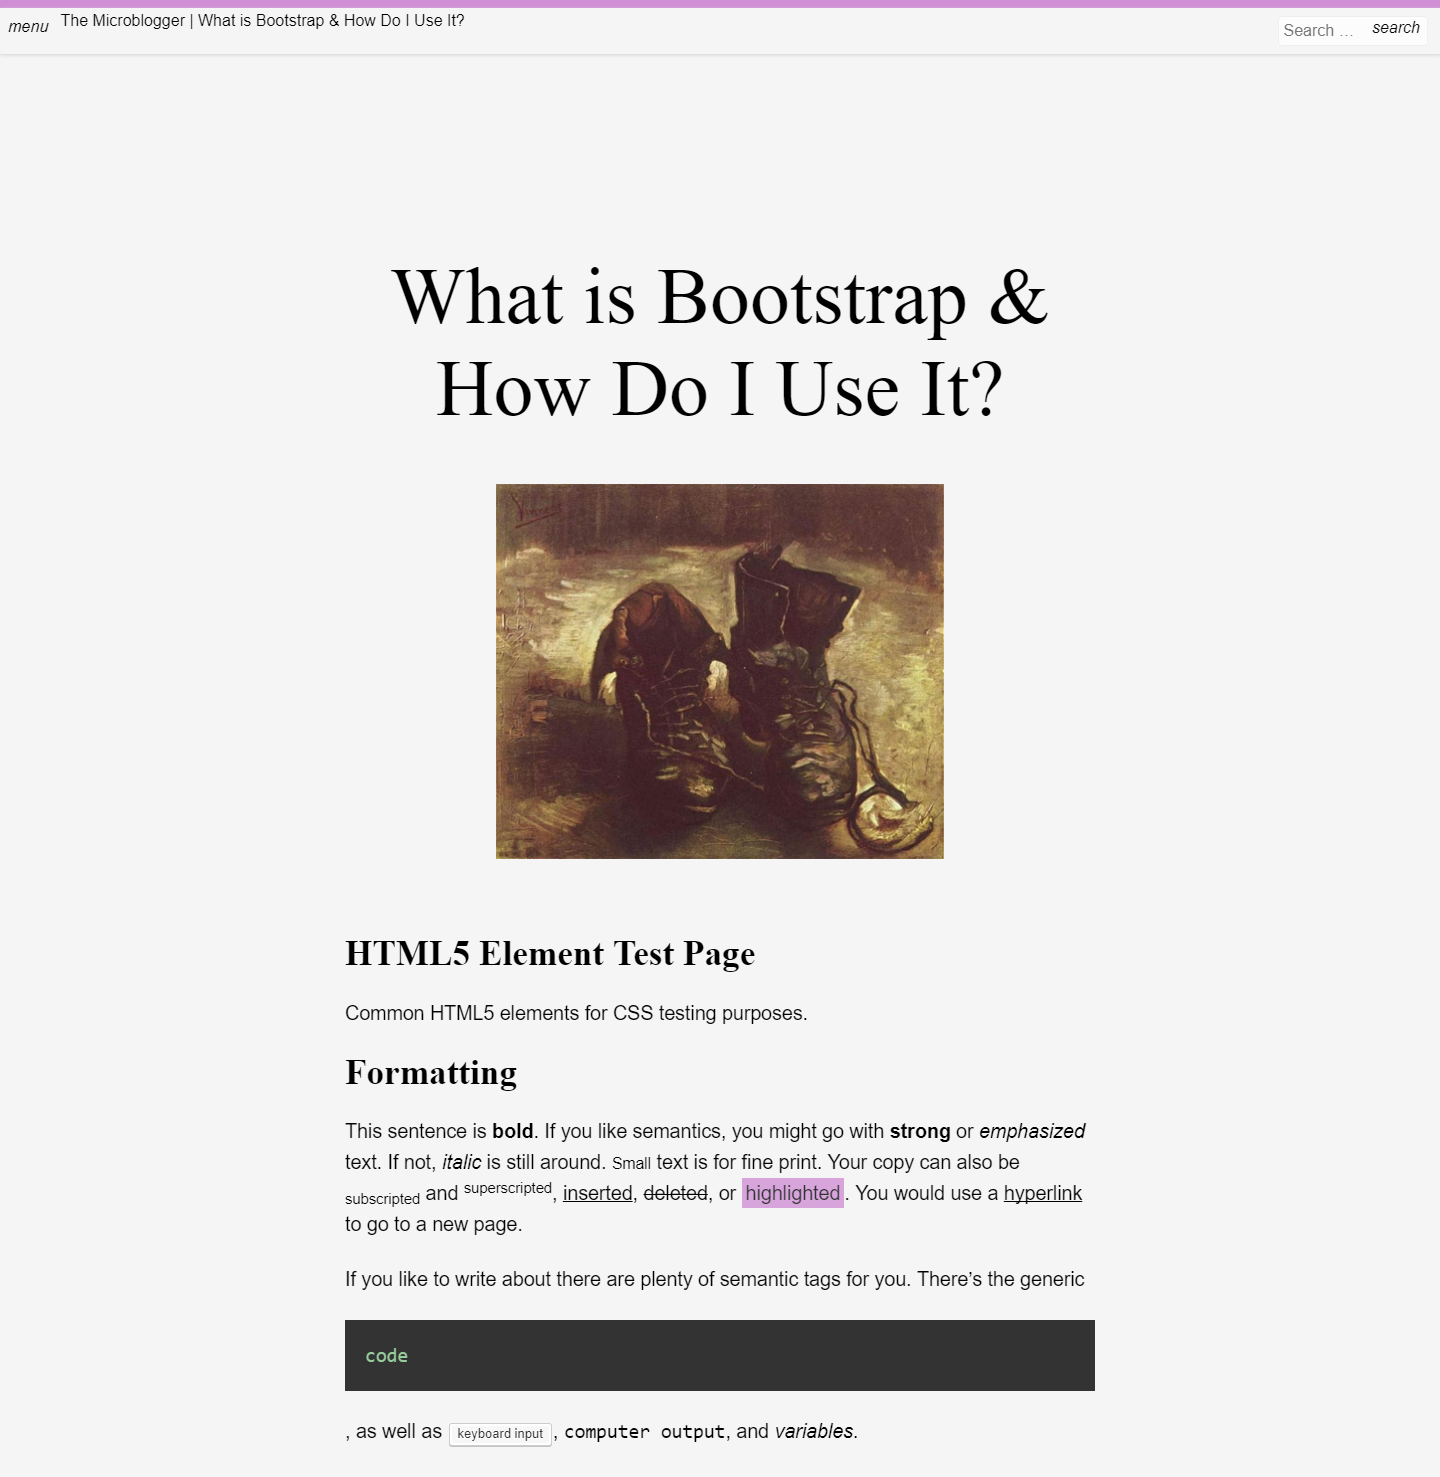 menu The Microblogger | What is Bootstrap & How Do I Use It? Search … search
What is Bootstrap &
How Do I Use It?
Vincent
HTML5 Element Test Page
Common HTML5 elements for CSS testing purposes.
Formatting
This sentence is bold. If you like semantics, you might go with strong or emphasized
text. If not, italic is still around. Small text is for fine print. Your copy can also be
subscripted and superscripted, inserted, deleted, or highlighted. You would use a hyperlink
to go to a new page.
If you like to write about there are plenty of semantic tags for you. There’s the generic
code
, as well as keyboard input, computer output, and variables.